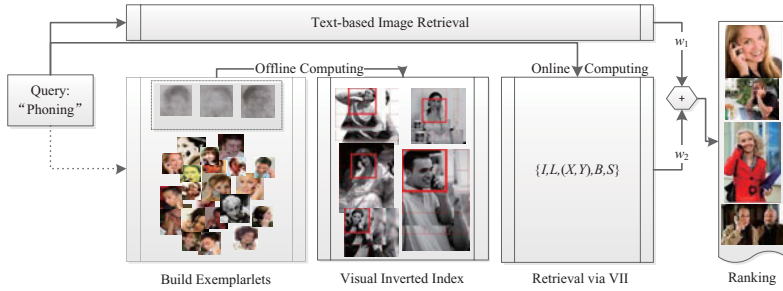 Text-based Image Retrieval
w1
Query:
“Phoning”
Offline Computing
Online Computing
+
{I,L,(X,Y),B,S}
w2
Build Exemplarlets
Visual Inverted Index
Retrieval via VII
Ranking